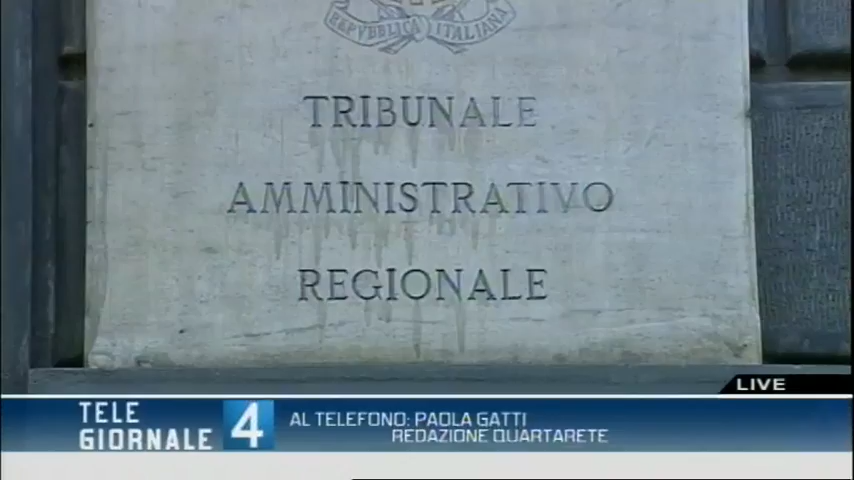 REPVBBLICA ITALIANA
TRIBUNALE
AMMINISTRATIVO
REGIONALE
LIVE
TELE
GIORNALE 4
AL TELEFONO: PAOLA GATTI
REDAZIONE QUARTARETE